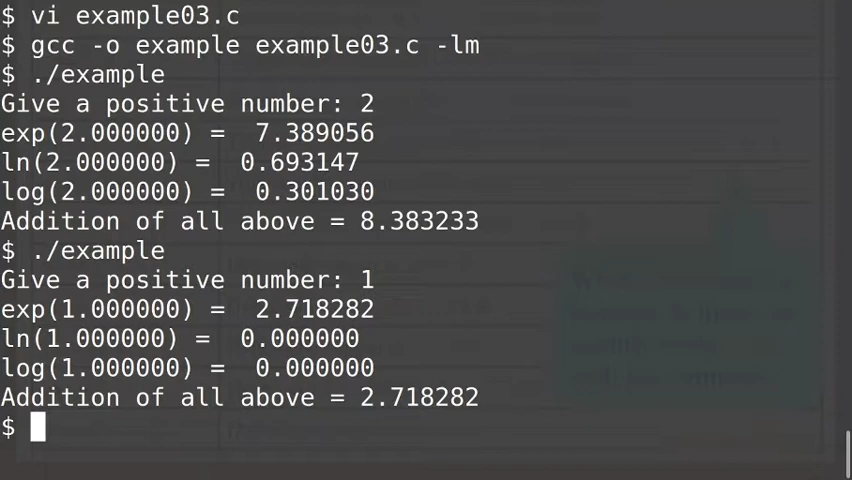 $ vi example03.c
$ gcc -o example example03.c -lm
$ ./example
Give a positive number: 2
exp(2.000000) =  7.389056
ln(2.000000) =  0.693147
log(2.000000) =  0.301030
Addition of all above = 8.383233
$ ./example
Give a positive number: 1
exp(1.000000) =  2.718282
ln(1.000000) =  0.000000
log(1.000000) =  0.000000
Addition of all above = 2.718282
$